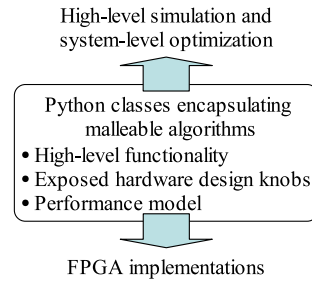 High-level simulation and
system-level optimization
Python classes encapsulating
malleable algorithms
• High-level functionality
• Exposed hardware design knobs
• Performance model
FPGA implementations